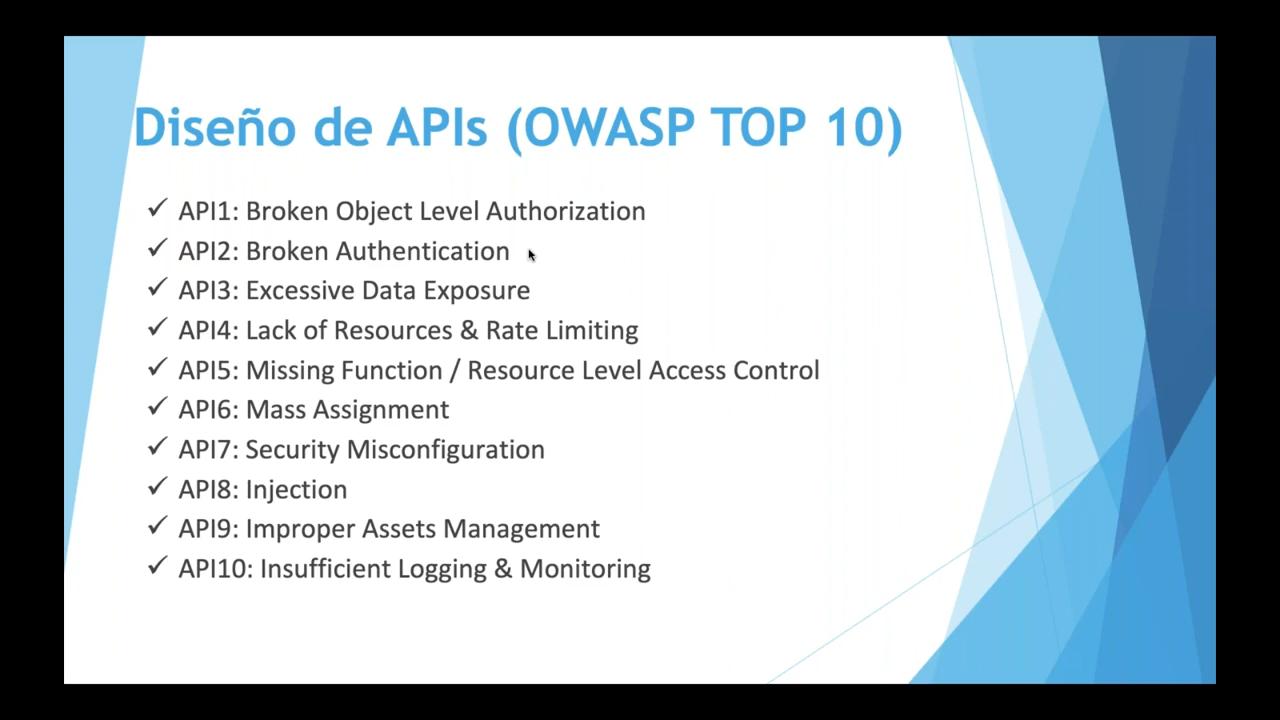 Diseño de APIs (OWASP TOP 10)
✓ API1: Broken Object Level Authorization
✓ API2: Broken Authentication
✓ API3: Excessive Data Exposure
✓ API4: Lack of Resources & Rate Limiting
✓ API5: Missing Function / Resource Level Access Control
✓ API6: Mass Assignment
✓ API7: Security Misconfiguration
✓ API8: Injection
✓ API9: Improper Assets Management
✓ API10: Insufficient Logging & Monitoring